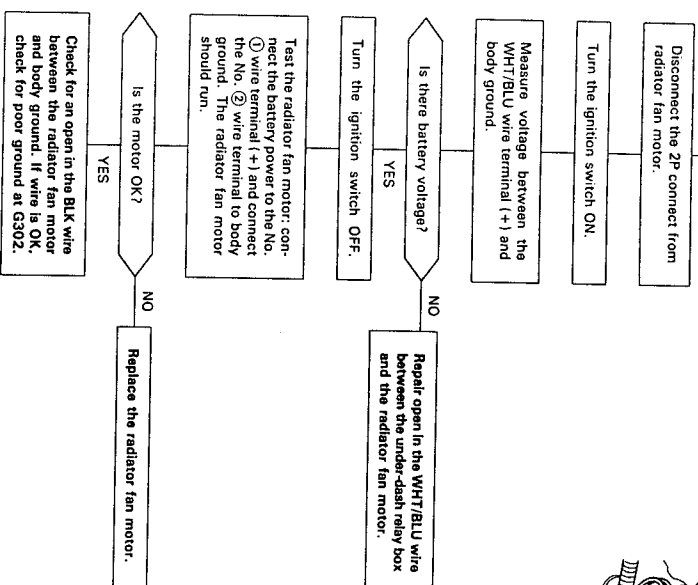 Disconnect the 2P connect from
radiator fan motor.
Turn the ignition switch ON.
Measure voltage between the
WHT/BLU wire terminal (+) and
body ground.
Is there battery voltage?
NO
Repair open in the WHT/BLU wire
between the under-dash relay box
and the radiator fan motor.
YES
Turn the ignition switch OFF.
Test the radiator fan motor: con-
nect the battery power to the No.
① wire terminal (+) and connect
the No. ② wire terminal to body
ground. The radiator fan motor
should run.
Is the motor OK?
NO
Replace the radiator fan motor.
YES
Check for an open in the BLK wire
between the radiator fan motor
and body ground. If wire is OK,
check for poor ground at G302.